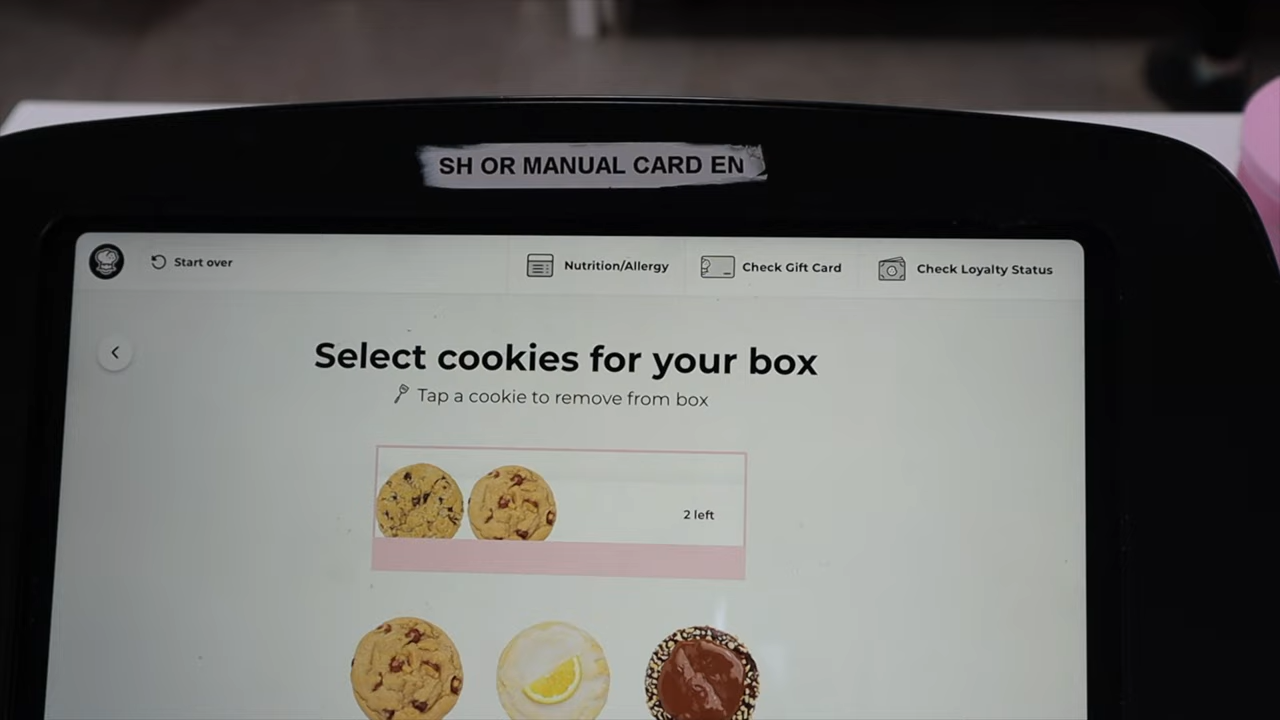 SH OR MANUAL CARD EN
Start over
Nutrition/Allergy
Check Gift Card
Check Loyalty Status
Select cookies for your box
Tap a cookie to remove from box
2 left